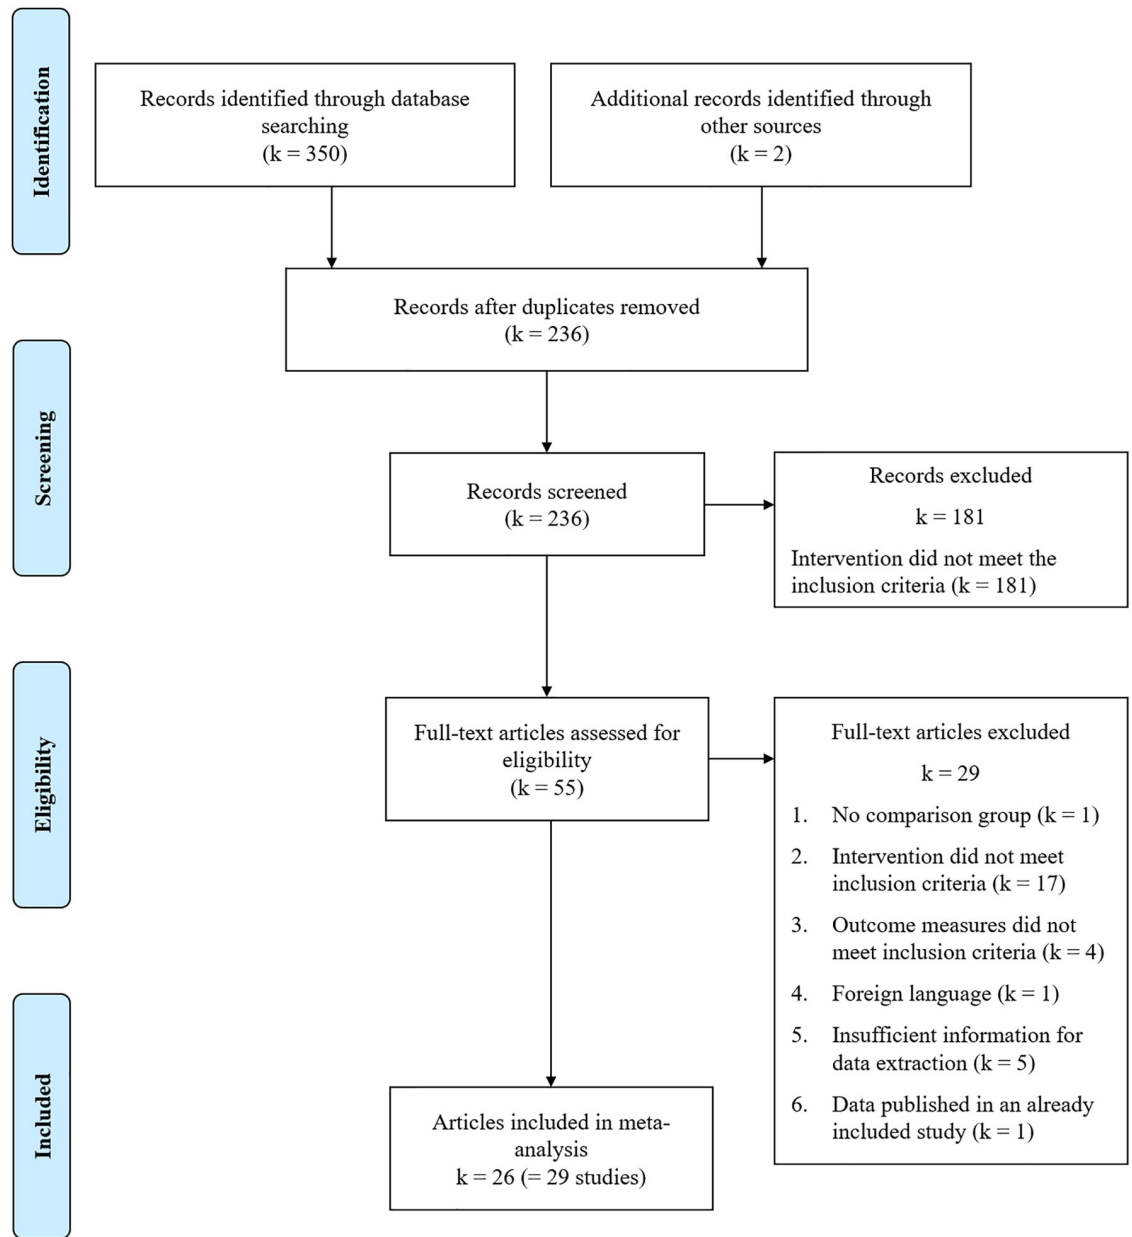 Identification
Records identified through database
searching
(k = 350)
Additional records identified through
other sources
(k = 2)
Records after duplicates removed
(k = 236)
Screening
Records screened
(k = 236)
Records excluded
k = 181
Intervention did not meet the
inclusion criteria (k = 181)
Eligibility
Full-text articles assessed for
eligibility
(k = 55)
Full-text articles excluded
k = 29
1. No comparison group (k = 1)
2. Intervention did not meet
inclusion criteria (k = 17)
3. Outcome measures did not
meet inclusion criteria (k = 4)
4. Foreign language (k = 1)
5. Insufficient information for
data extraction (k = 5)
6. Data published in an already
included study (k = 1)
Included
Articles included in meta-
analysis
k = 26 (= 29 studies)